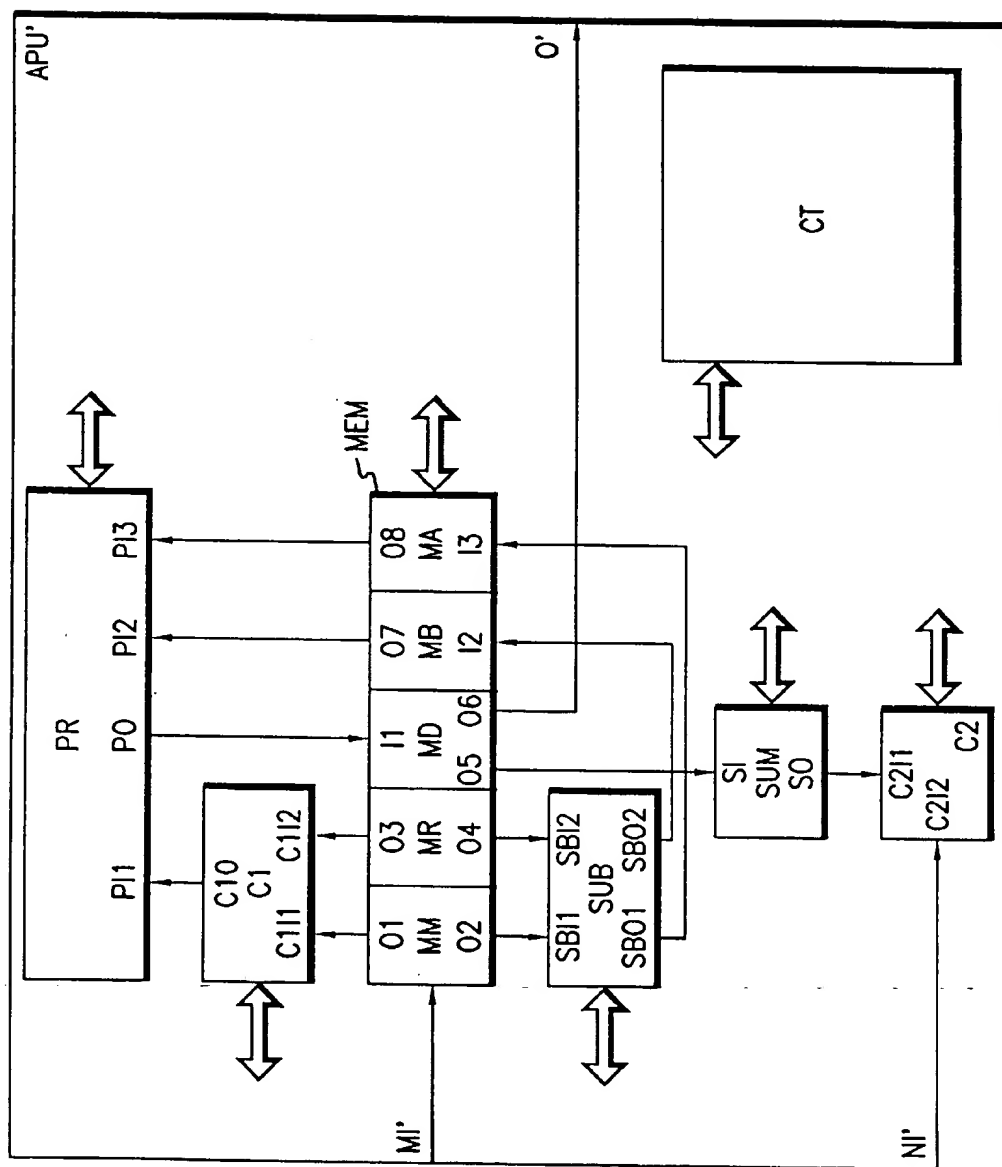 APU'
PR
PI1 PO PI2 PI3
C1O
C1
C1I1 C1I2
MEM
O1 O3 I1 O7 O8
MM MR MD MB MA
O2 O4 O5 O6 I2 I3
MI'
O'
SBI1 SBI2
SUB
SBO1 SBO2
CT
SI
SUM
SO
C2I1
C2I2
C2
NI'